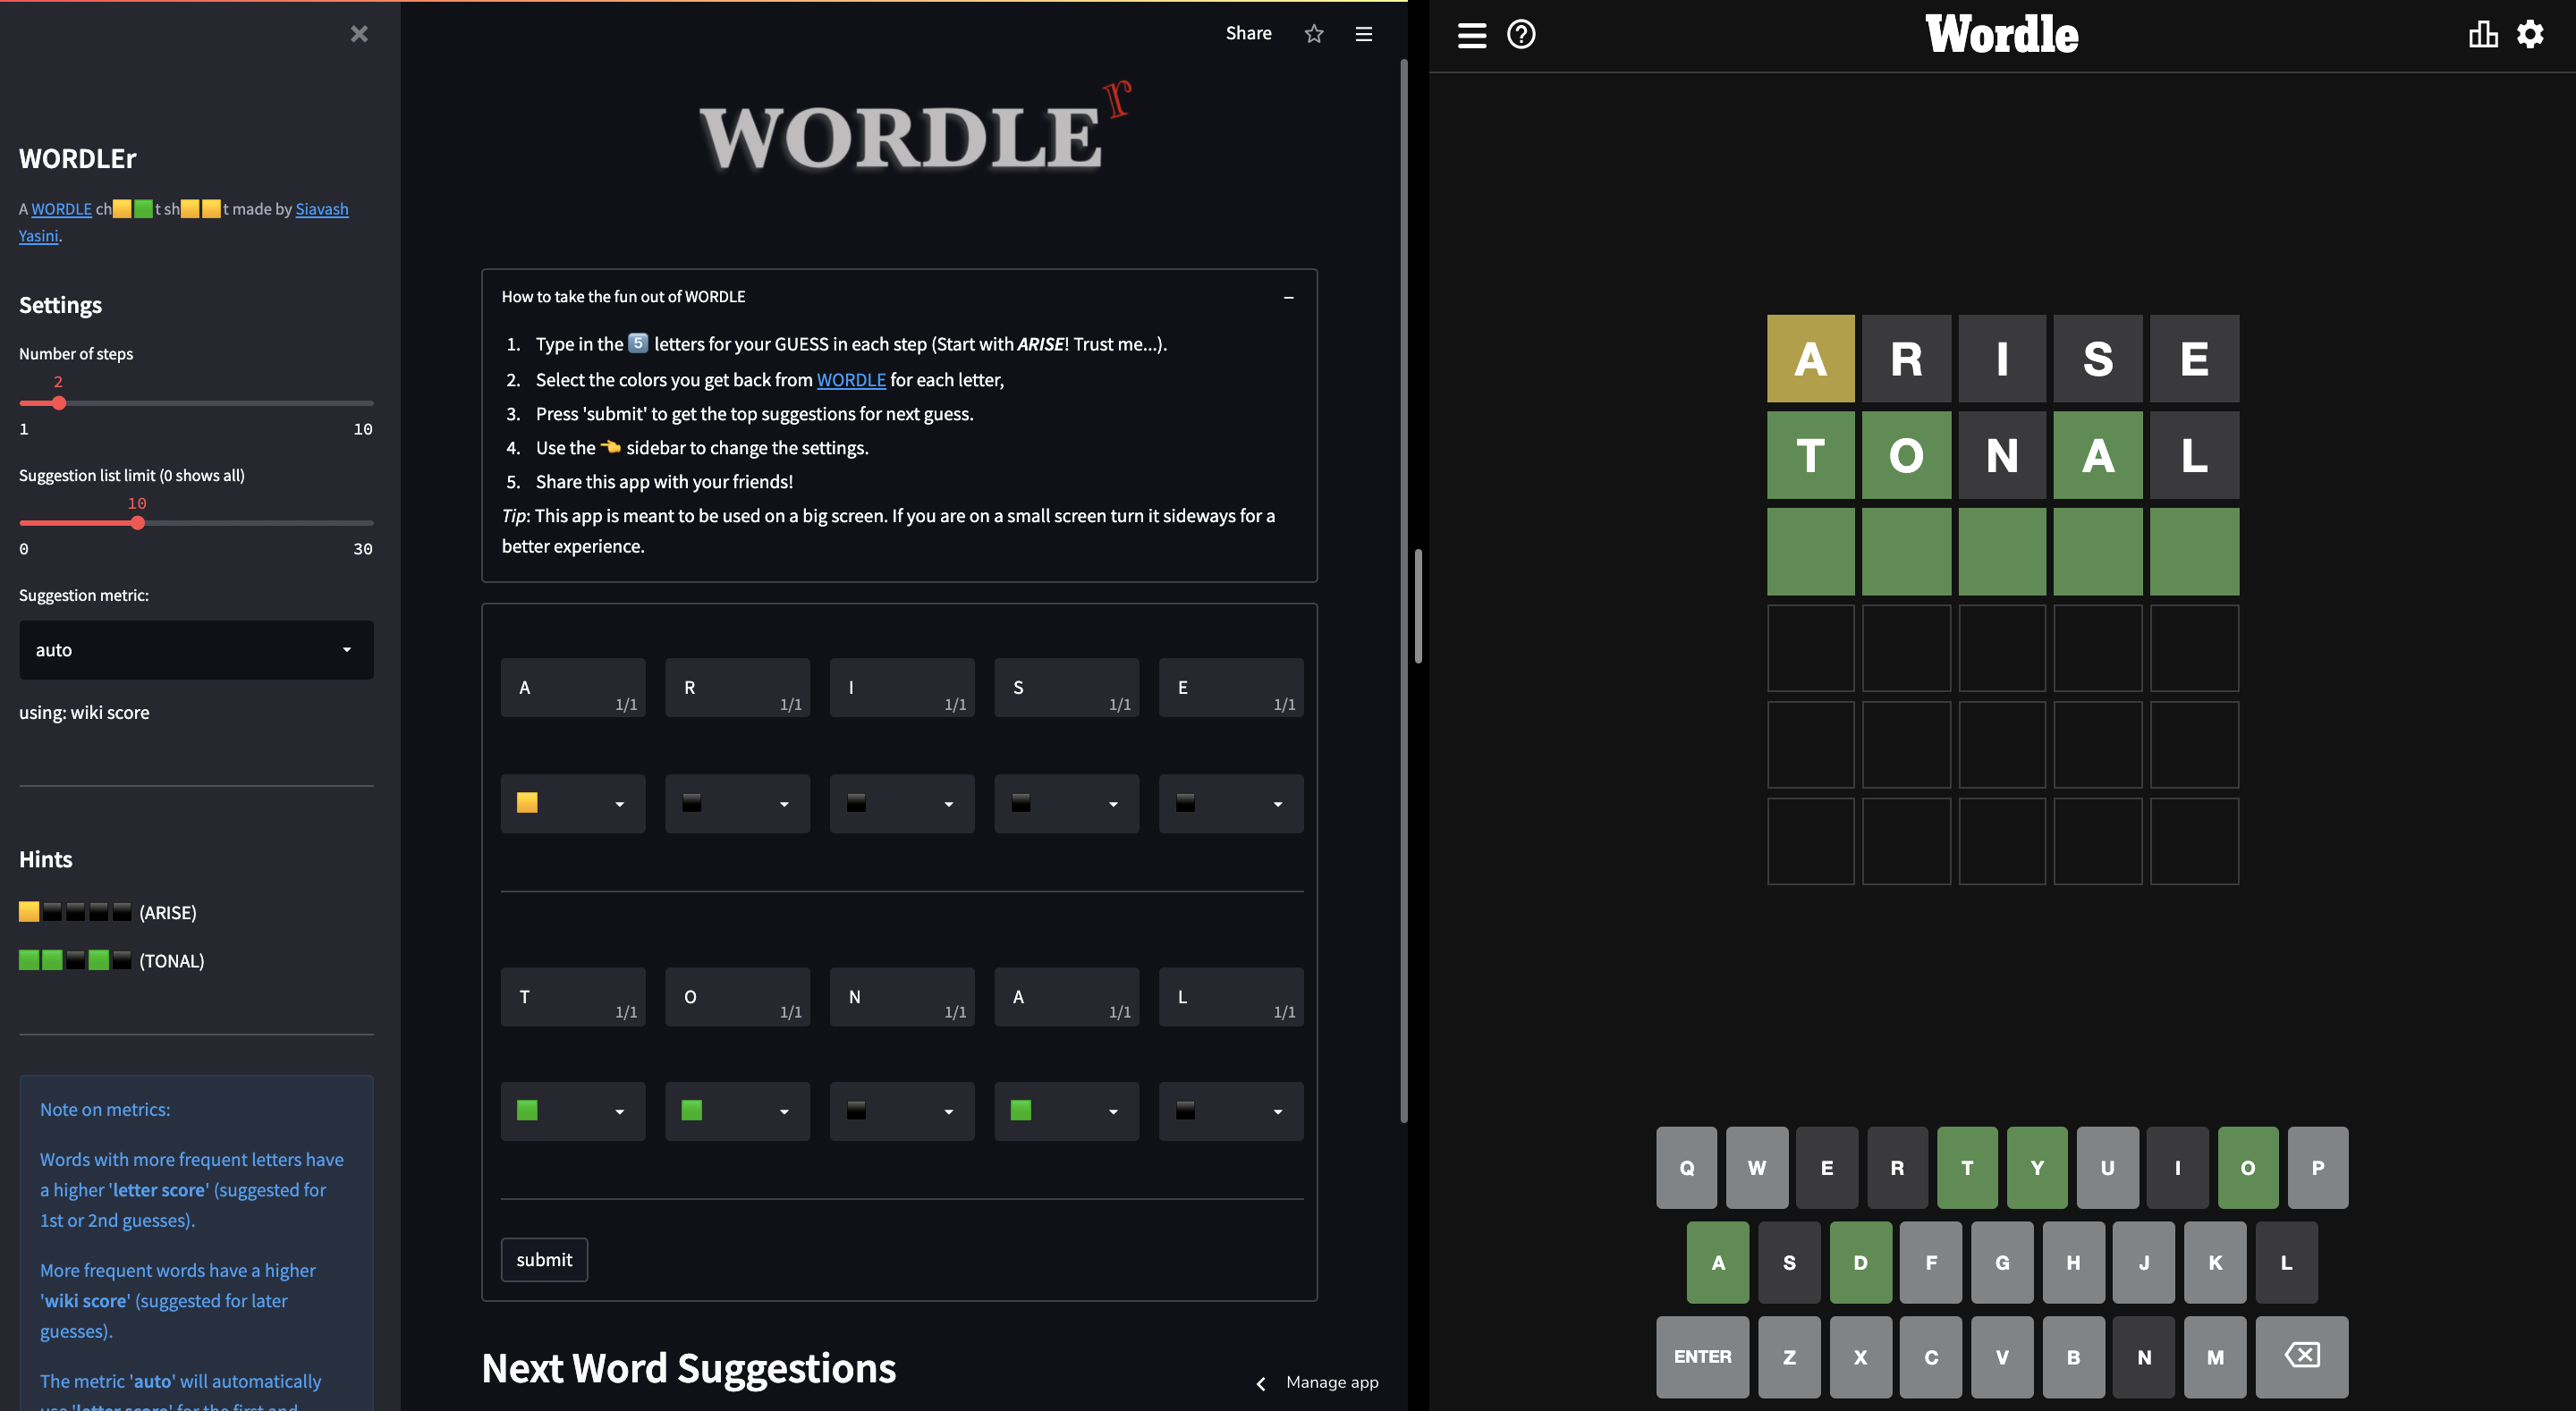 WORDLEr
A WORDLE ch🟨🟩t sh🟨🟨t made by Siavash
Yasini.
Settings
Number of steps
2
1 10
Suggestion list limit (0 shows all)
10
0 30
Suggestion metric:
auto
using: wiki score
Hints
🟨⬛⬛⬛⬛ (ARISE)
🟩🟩⬛🟩⬛ (TONAL)
Note on metrics:
Words with more frequent letters have
a higher 'letter score' (suggested for
1st or 2nd guesses).
More frequent words have a higher
'wiki score' (suggested for later
guesses).
The metric 'auto' will automatically
use 'letter score' for the first and
Share
WORDLEr
How to take the fun out of WORDLE
1. Type in the 5️⃣ letters for your GUESS in each step (Start with ARISE! Trust me...).
2. Select the colors you get back from WORDLE for each letter,
3. Press 'submit' to get the top suggestions for next guess.
4. Use the 👈 sidebar to change the settings.
5. Share this app with your friends!
Tip: This app is meant to be used on a big screen. If you are on a small screen turn it sideways for a
better experience.
A 1/1 R 1/1 I 1/1 S 1/1 E 1/1
T 1/1 O 1/1 N 1/1 A 1/1 L 1/1
submit
Next Word Suggestions
Manage app
Wordle
A R I S E
T O N A L
Q W E R T Y U I O P
A S D F G H J K L
ENTER Z X C V B N M